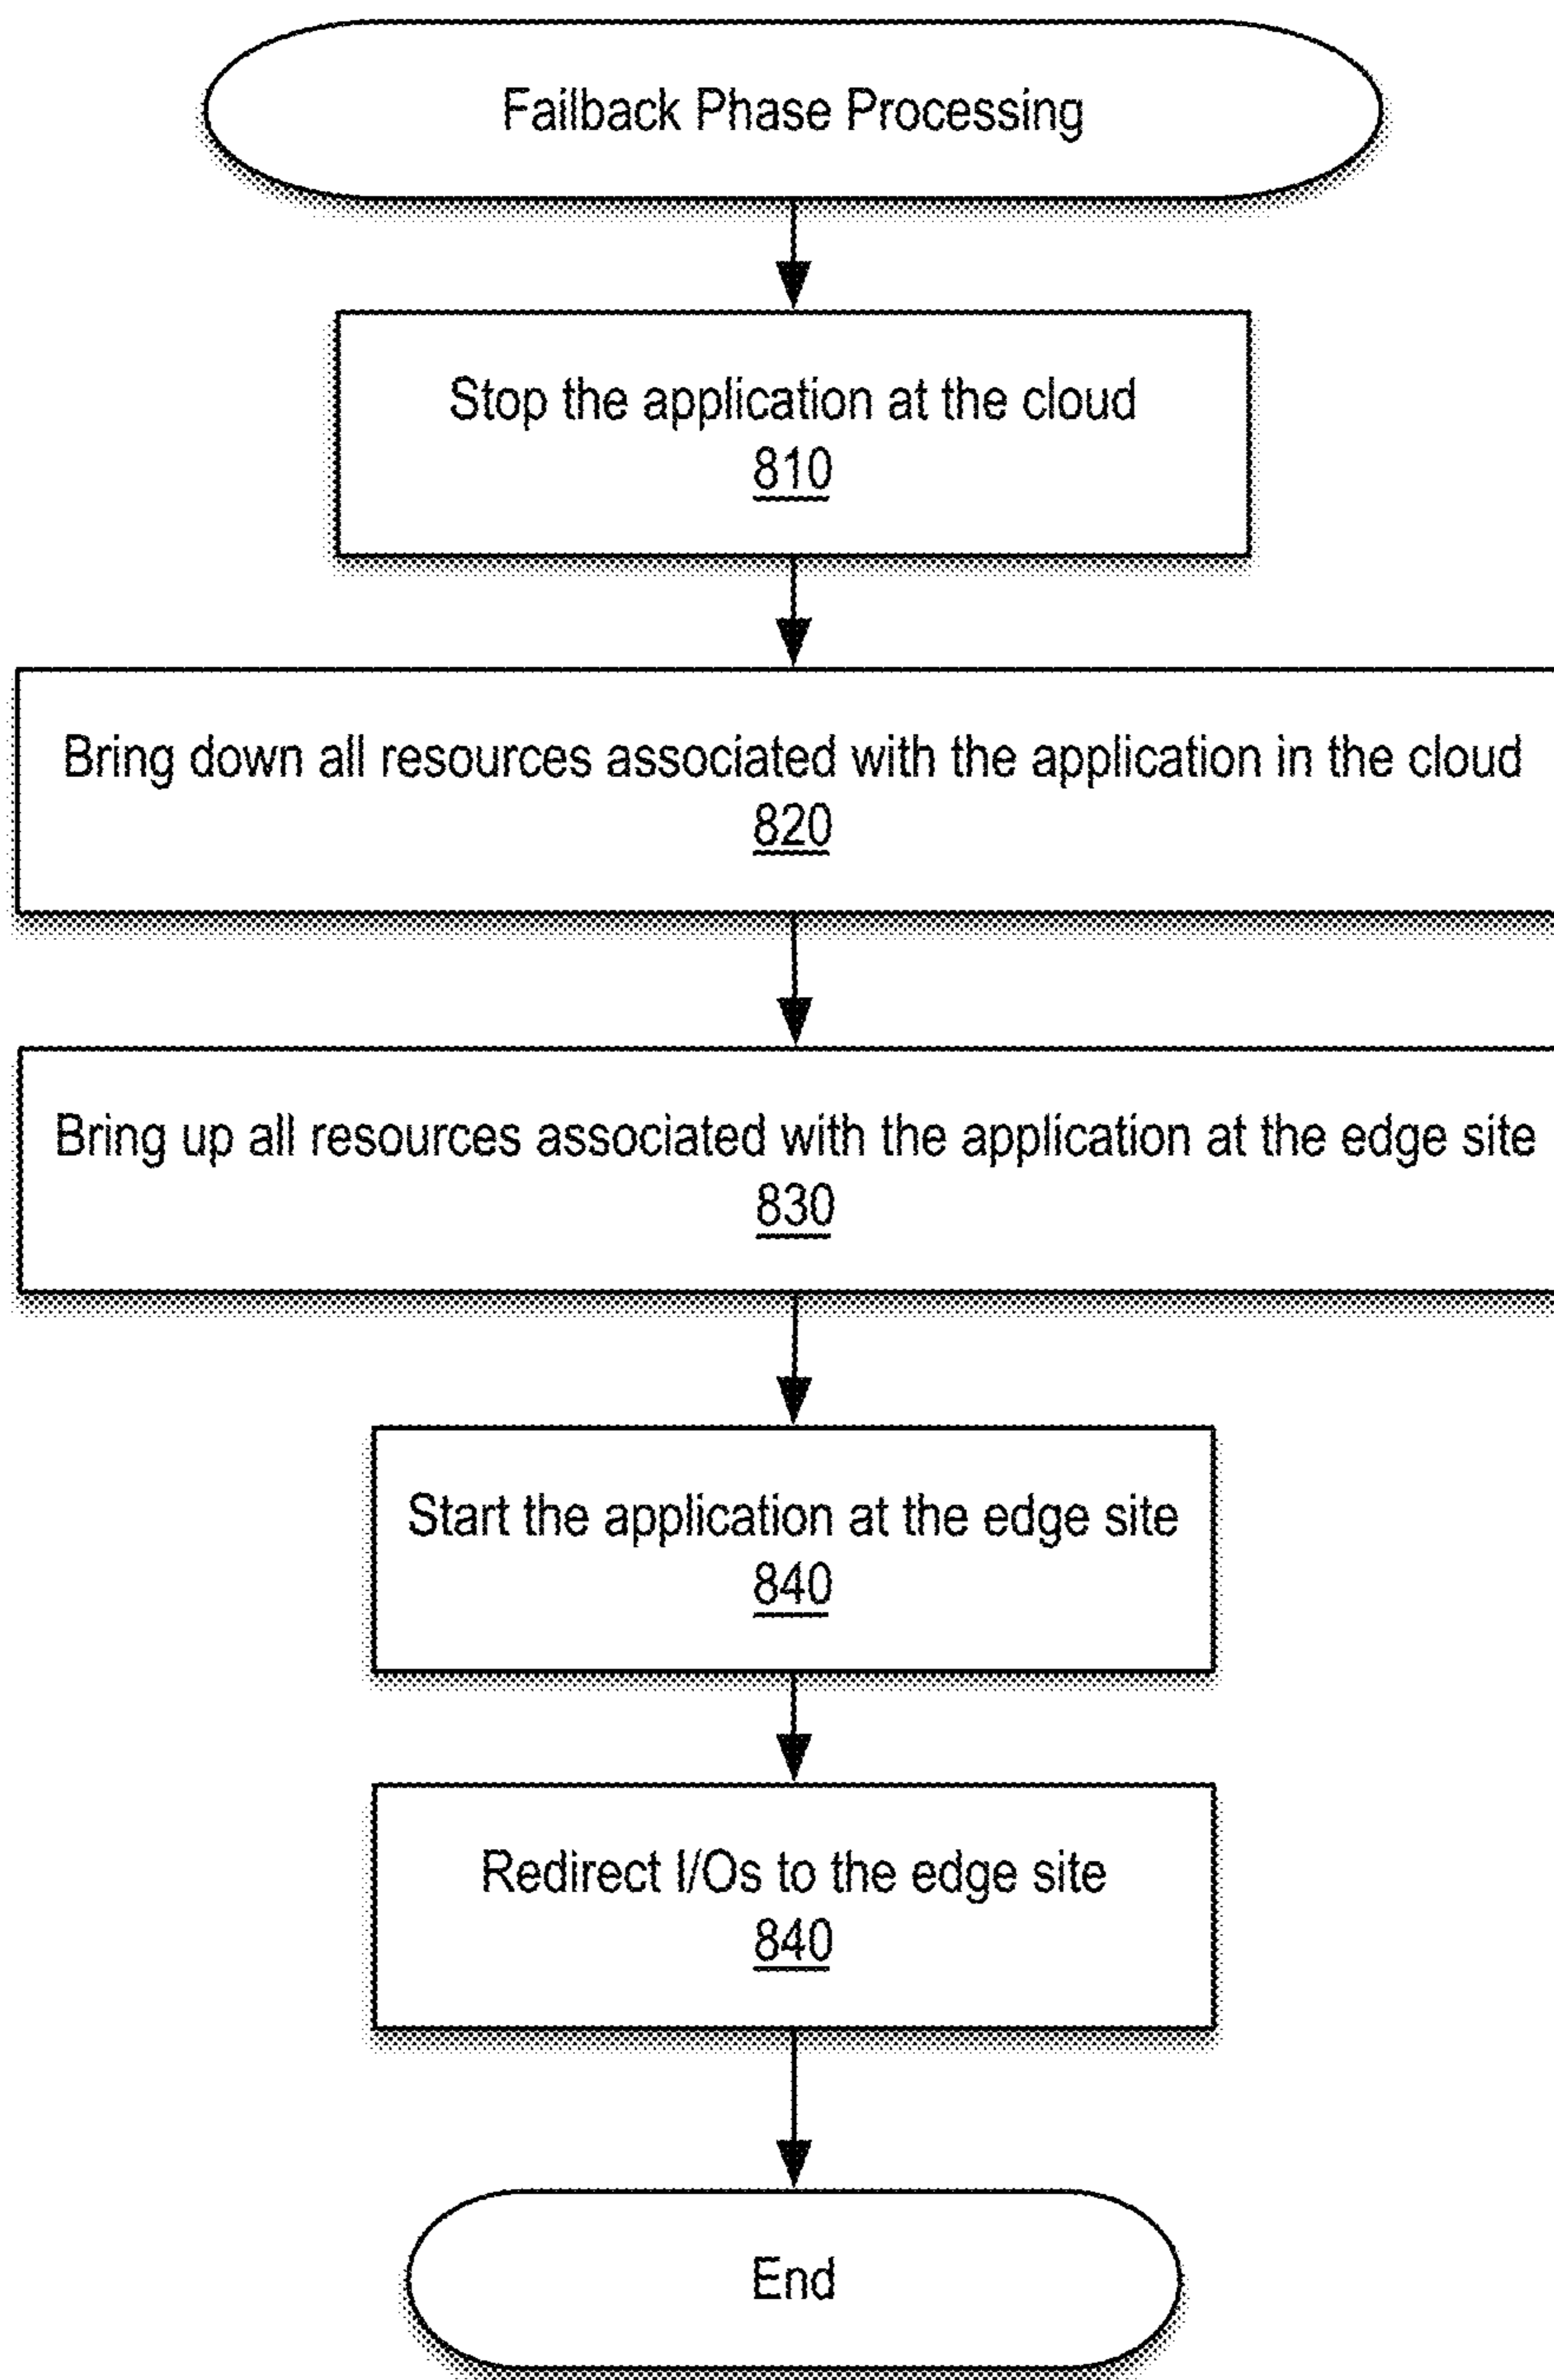 Failback Phase Processing
Stop the application at the cloud
810
Bring down all resources associated with the application in the cloud
820
Bring up all resources associated with the application at the edge site
830
Start the application at the edge site
840
Redirect I/Os to the edge site
840
End